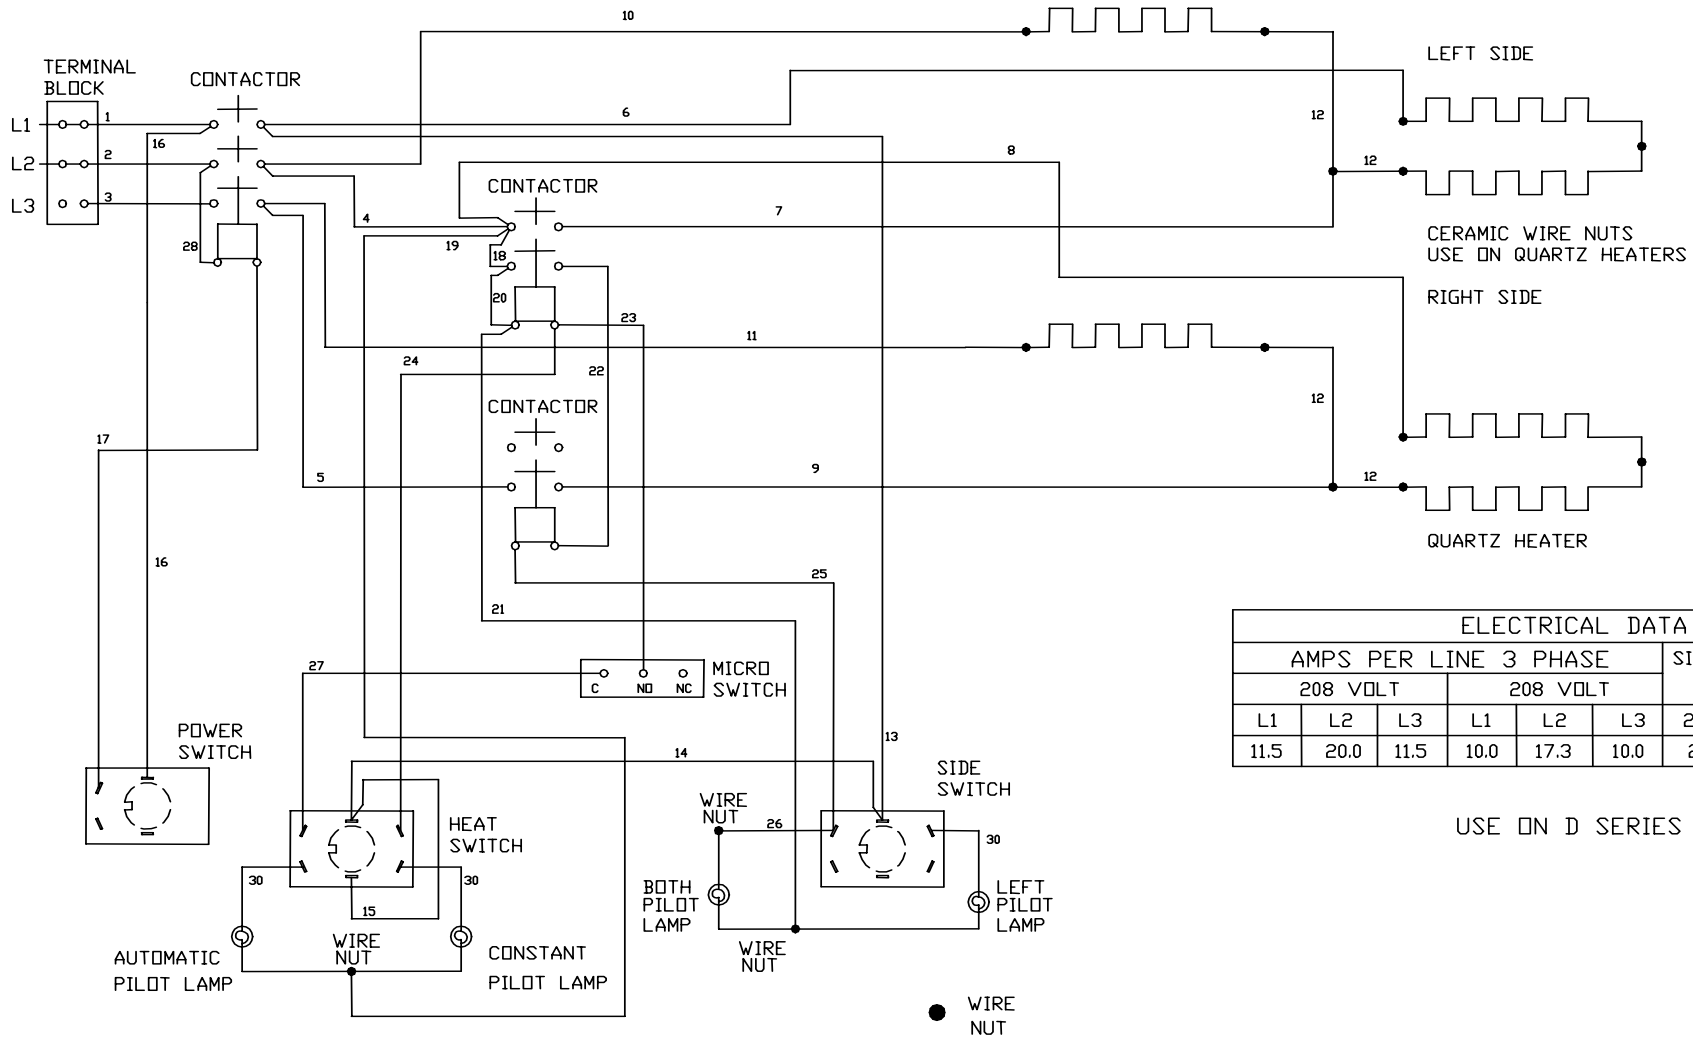 10
LEFT SIDE
TERMINAL
BLOCK
CONTACTOR
L1
1
16
6
12
L2
2
8
12
L3
3
CONTACTOR
4
7
28
19
18
CERAMIC WIRE NUTS
USE ON QUARTZ HEATERS
20
RIGHT SIDE
23
11
24
22
CONTACTOR
12
17
5
9
12
QUARTZ HEATER
16
25
21
27
C NO NC
MICRO
SWITCH
ELECTRICAL DATA
AMPS PER LINE 3 PHASE
208 VOLT 208 VOLT
L1 L2 L3 L1 L2 L3
11.5 20.0 11.5 10.0 17.3 10.0
POWER
SWITCH
14
13
SIDE
SWITCH
WIRE
NUT
26
HEAT
SWITCH
USE ON D SERIES
30
30
30
15
BOTH
PILOT
LAMP
LEFT
PILOT
LAMP
WIRE
NUT
WIRE
NUT
AUTOMATIC
PILOT LAMP
CONSTANT
PILOT LAMP
WIRE
NUT